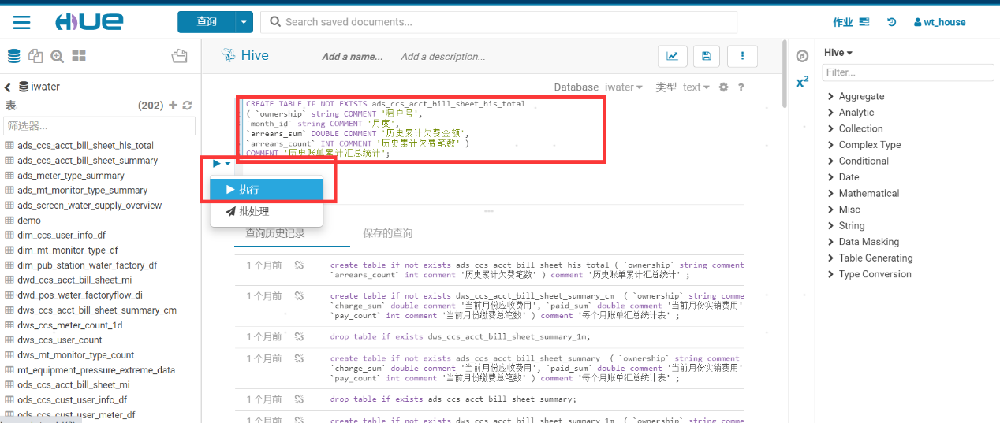 HUE
查询
Search saved documents...
作业
wt_house
iwater
表
(202)
筛选器...
ads_ccs_acct_bill_sheet_his_total
ads_ccs_acct_bill_sheet_summary
ads_meter_type_summary
ads_mt_monitor_type_summary
ads_screen_water_supply_overview
demo
dim_ccs_user_info_df
dim_mt_monitor_type_df
dim_pub_station_water_factory_df
dwd_ccs_acct_bill_sheet_mi
dwd_pos_water_factoryflow_di
dws_ccs_acct_bill_sheet_summary_cm
dws_ccs_meter_count_1d
dws_ccs_user_count
dws_mt_monitor_type_count
mt_equipment_pressure_extreme_data
ods_ccs_acct_bill_sheet_mi
ods_ccs_cust_user_info_df
ods_ccs_cust_user_meter_df
Hive
Add a name...
Add a description...
Database iwater
类型 text
?
CREATE TABLE IF NOT EXISTS ads_ccs_acct_bill_sheet_his_total
( `ownership` string COMMENT '租户号',
`month_id` string COMMENT '月度',
`arrears_sum` DOUBLE COMMENT '历史累计欠费金额',
`arrears_count` INT COMMENT '历史累计欠费笔数' )
COMMENT '历史账单累计汇总统计';
执行
批处理
查询历史记录
保存的查询
1 个月前
create table if not exists ads_ccs_acct_bill_sheet_his_total ( `ownership` string comment
`arrears_count` int comment '历史累计欠费笔数' ) comment '历史账单累计汇总统计' ;
1 个月前
create table if not exists dws_ccs_acct_bill_sheet_summary_cm ( `ownership` string comme
`charge_sum` double comment '当前月份应收费用', `paid_sum` double comment '当前月份实销费用'
`pay_count` int comment '当前月份缴费总笔数' ) comment '每个月账单汇总统计表' ;
1 个月前
drop table if exists dws_ccs_acct_bill_sheet_summary_1m;
1 个月前
create table if not exists ads_ccs_acct_bill_sheet_summary ( `ownership` string comment
`charge_sum` double comment '当前月份应收费用', `paid_sum` double comment '当前月份实销费用'
`pay_count` int comment '当前月份缴费总笔数' ) comment '每个月账单汇总统计表' ;
1 个月前
drop table if exists ads_ccs_acct_bill_sheet_summary;
1 个月前
create table if not exists dws_ccs_acct_bill_sheet_summary_1m ( `ownership` string comme
x²
Hive
Filter...
Aggregate
Analytic
Collection
Complex Type
Conditional
Date
Mathematical
Misc
String
Data Masking
Table Generating
Type Conversion